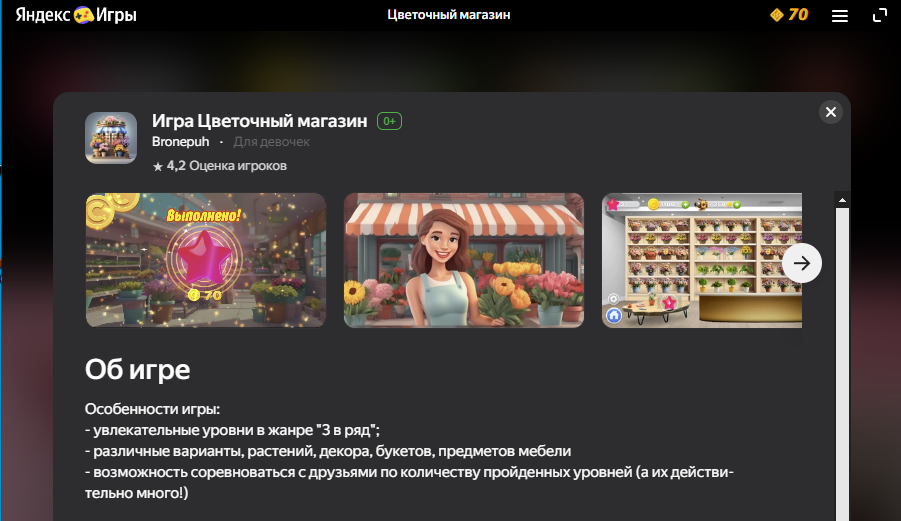 Яндекс Игры
Цветочный магазин
70
Игра Цветочный магазин 0+
Bronepuh · Для девочек
★ 4,2 Оценка игроков
Выполнено!
70
Об игре
Особенности игры:
- увлекательные уровни в жанре "3 в ряд";
- различные варианты, растений, декора, букетов, предметов мебели
- возможность соревноваться с друзьями по количеству пройденных уровней (а их действи-
тельно много!)